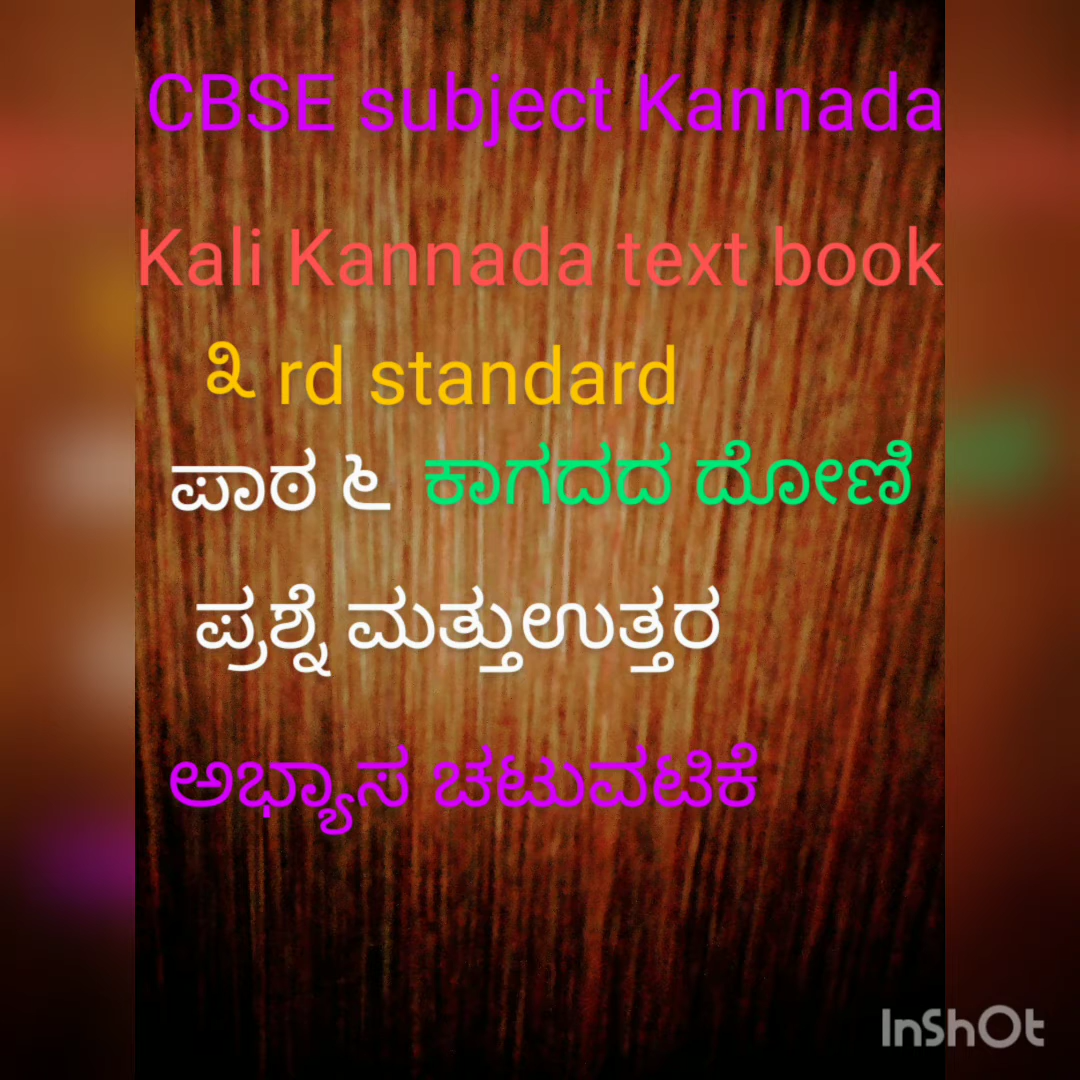 CBSE subject Kannada
Kali Kannada text book
೩ rd standard
ಪಾಠ ೬ ಕಾಗದದ ದೋಣಿ
ಪ್ರಶ್ನೆ ಮತ್ತುಉತ್ತರ
ಅಭ್ಯಾಸ ಚಟುವಟಿಕೆ
InShOt